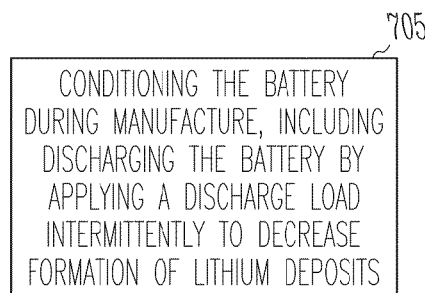 705
CONDITIONING THE BATTERY
DURING MANUFACTURE, INCLUDING
DISCHARGING THE BATTERY BY
APPLYING A DISCHARGE LOAD
INTERMITTENTLY TO DECREASE
FORMATION OF LITHIUM DEPOSITS